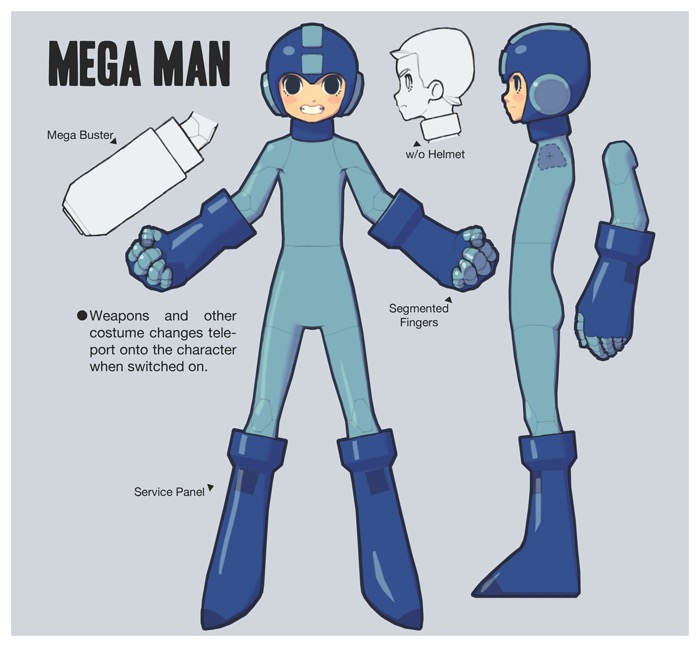 MEGA MAN
Mega Buster
w/o Helmet
Segmented
Fingers
●Weapons and other
costume changes tele-
port onto the character
when switched on.
Service Panel